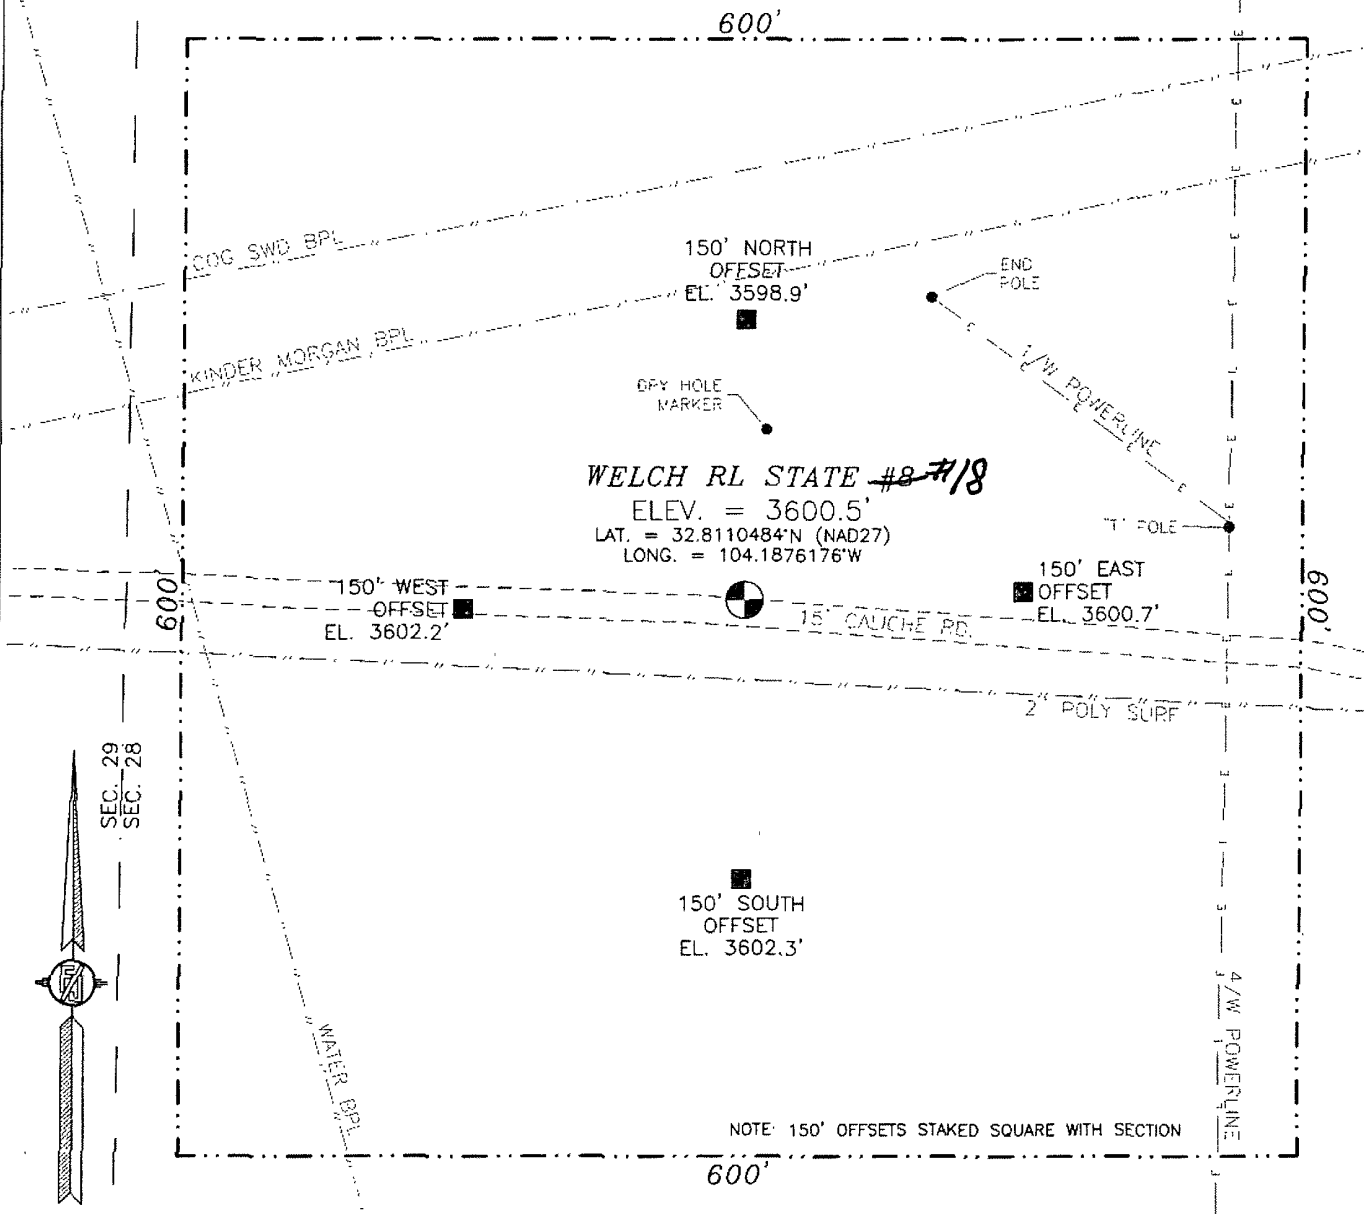 600'
COG SWD BPL
150' NORTH
OFFSET
EL. 3598.9'
END
POLE
KINDER MORGAN BPL
1/W POWERLINE
DRY HOLE
MARKER
WELCH RL STATE #8 #18
ELEV. = 3600.5'
LAT. = 32.8110484°N (NAD27)
LONG. = 104.1876176°W
"T" POLE
150' WEST
OFFSET
EL. 3602.2'
150' EAST
OFFSET
EL. 3600.7'
600'
600'
15' CALICHE RD.
2" POLY SURF
SEC. 29
SEC. 28
150' SOUTH
OFFSET
EL. 3602.3'
WATER BPL
4/W POWERLINE
NOTE: 150' OFFSETS STAKED SQUARE WITH SECTION
600'